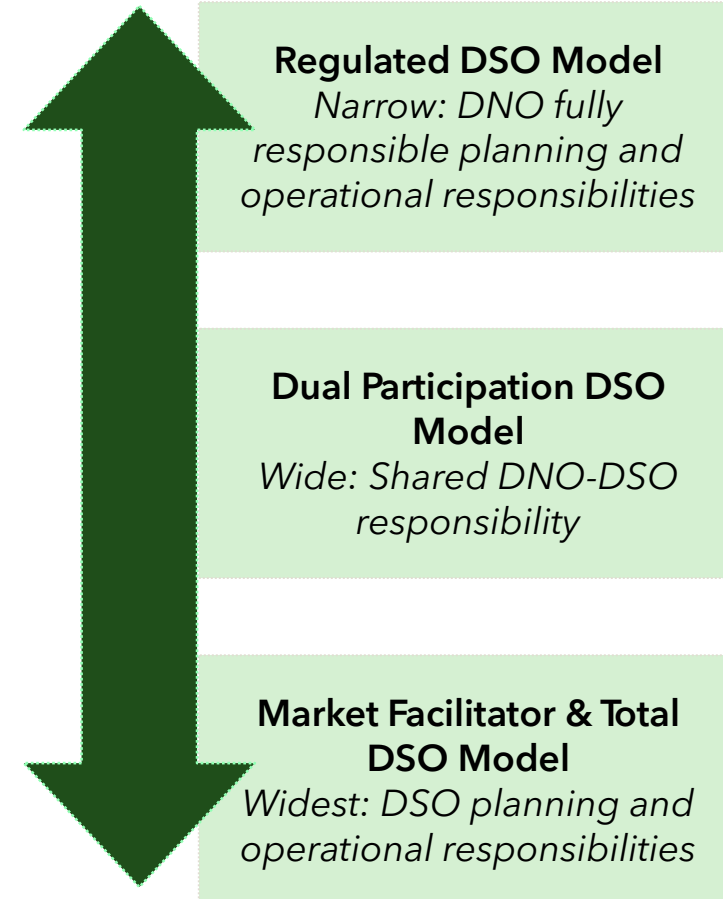 Regulated DSO Model
Narrow: DNO fully
responsible planning and
operational responsibilities
Dual Participation DSO
Model
Wide: Shared DNO-DSO
responsibility
Market Facilitator & Total
DSO Model
Widest: DSO planning and
operational responsibilities